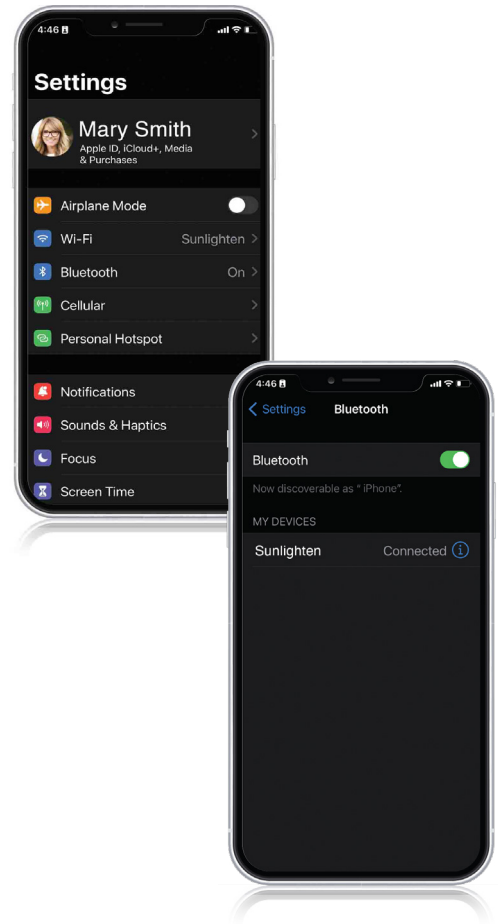 4:46
Settings
Mary Smith
Apple ID, iCloud+, Media
& Purchases
Airplane Mode
Wi-Fi Sunlighten
Bluetooth On
Cellular
Personal Hotspot
Notifications
Sounds & Haptics
Focus
Screen Time
4:46
Settings Bluetooth
Bluetooth
Now discoverable as “ iPhone”.
MY DEVICES
Sunlighten Connected